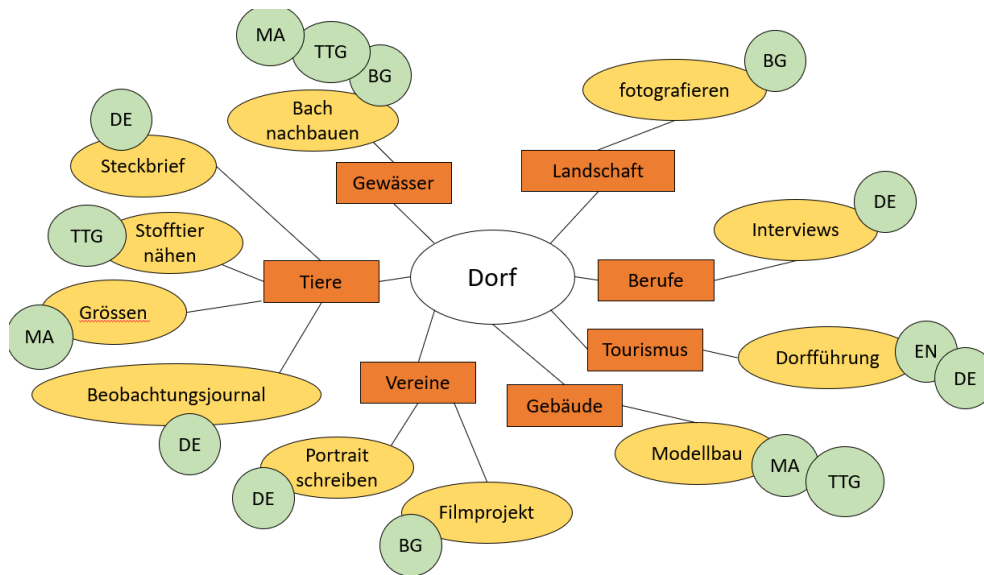 MA
TTG
BG
Bach
nachbauen
Gewässer
BG
fotografieren
Landschaft
DE
Steckbrief
TTG
Stofftier
nähen
MA
Grössen
Beobachtungsjournal
DE
Tiere
Dorf
DE
Interviews
Berufe
Tourismus
Dorfführung
EN
DE
Gebäude
Modellbau
MA
TTG
Vereine
Portrait
schreiben
DE
Filmprojekt
BG